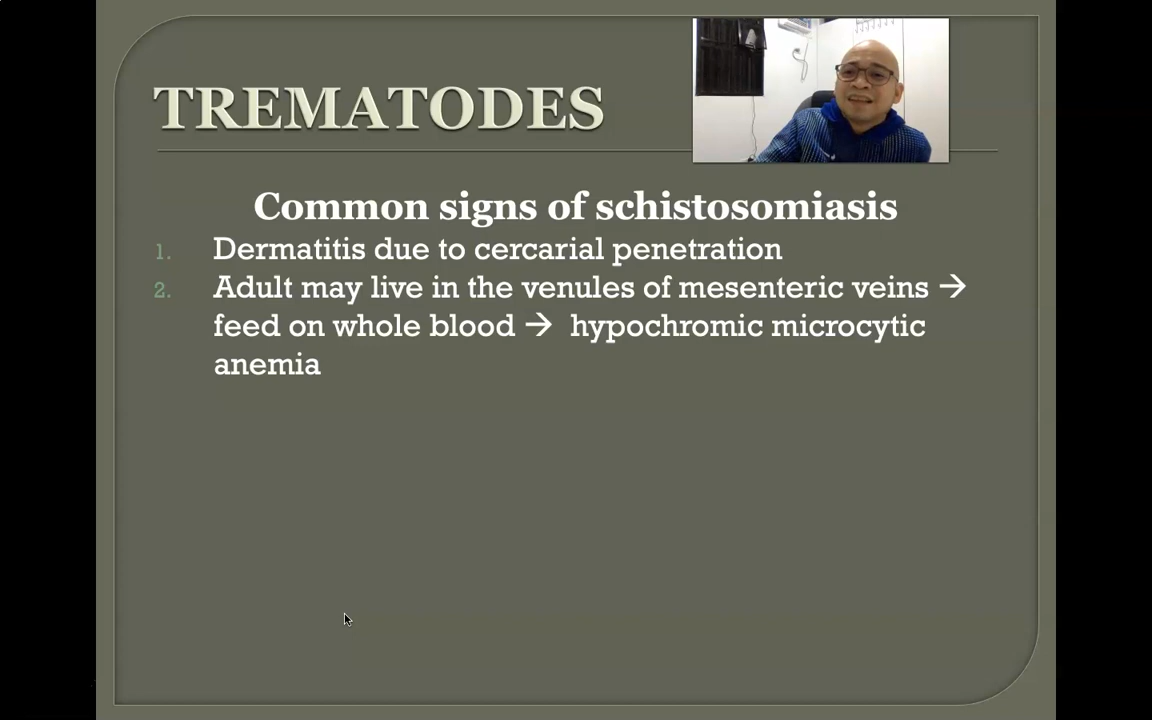 TREMATODES
Common signs of schistosomiasis
1. Dermatitis due to cercarial penetration
2. Adult may live in the venules of mesenteric veins →
feed on whole blood → hypochromic microcytic
anemia